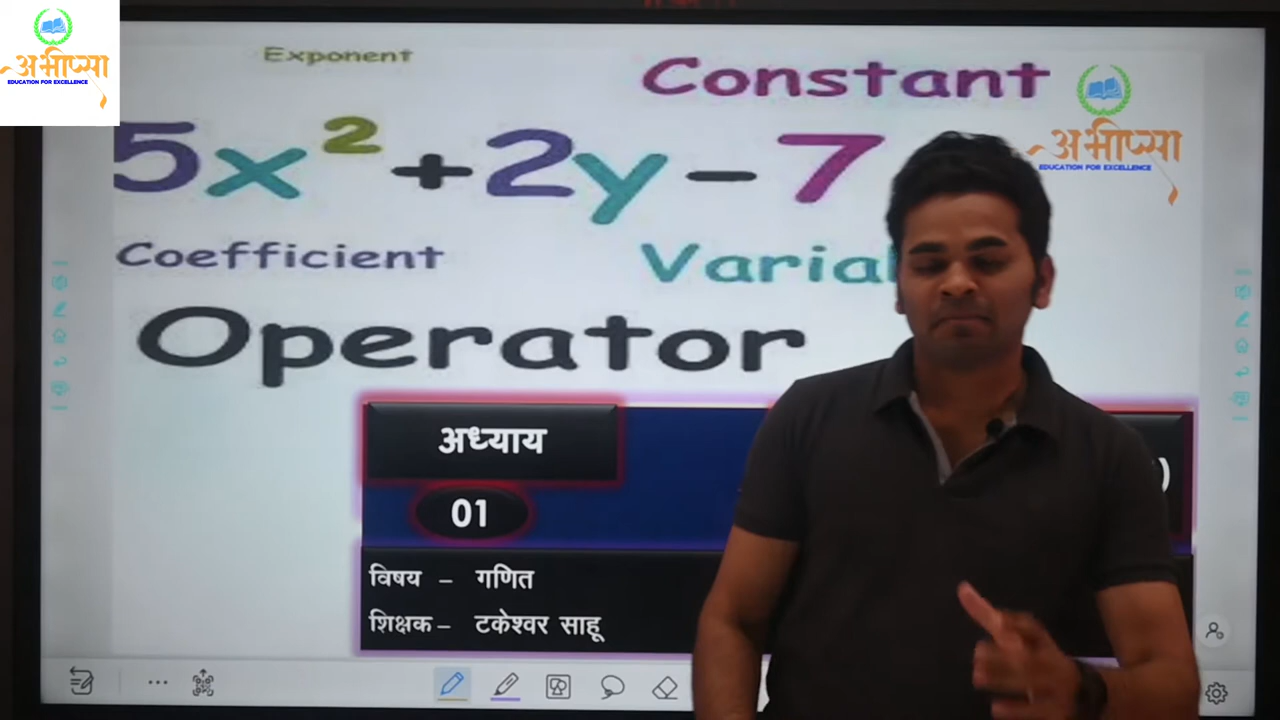 अभीप्सा
EDUCATION FOR EXCELLENCE
Exponent
Constant
अभीप्सा
EDUCATION FOR EXCELLENCE
5x²+2y-7
Coefficient
Operator
अध्याय
01
विषय – गणित
शिक्षक – टकेश्वर साहू